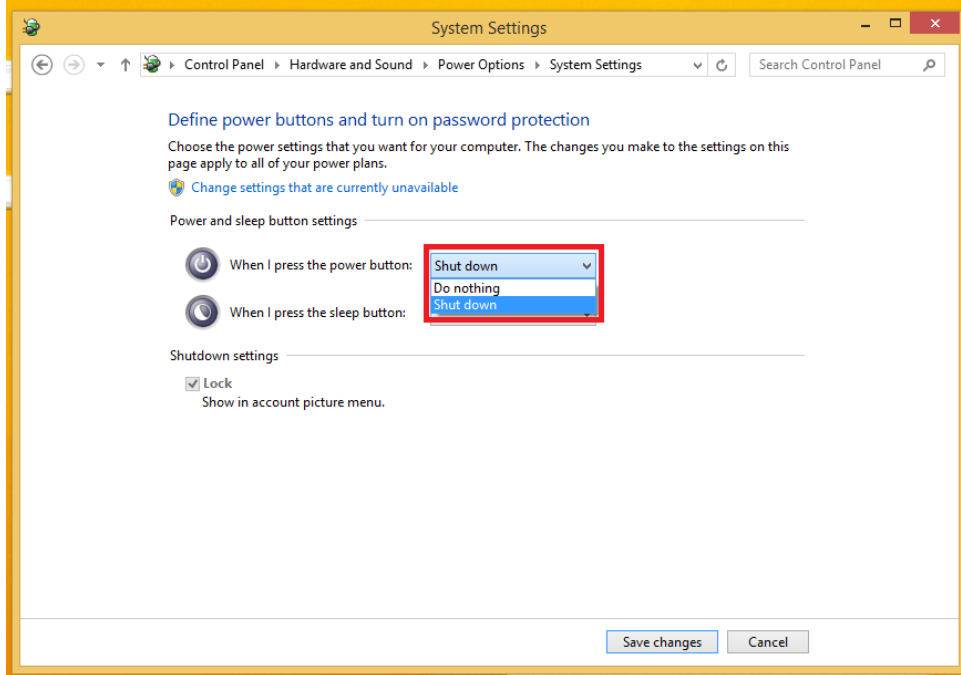 System Settings
Control Panel Hardware and Sound Power Options System Settings Search Control Panel
Define power buttons and turn on password protection
Choose the power settings that you want for your computer. The changes you make to the settings on this
page apply to all of your power plans.
Change settings that are currently unavailable
Power and sleep button settings
When I press the power button: Shut down
Do nothing
Shut down
When I press the sleep button:
Shutdown settings
Lock
Show in account picture menu.
Save changes Cancel